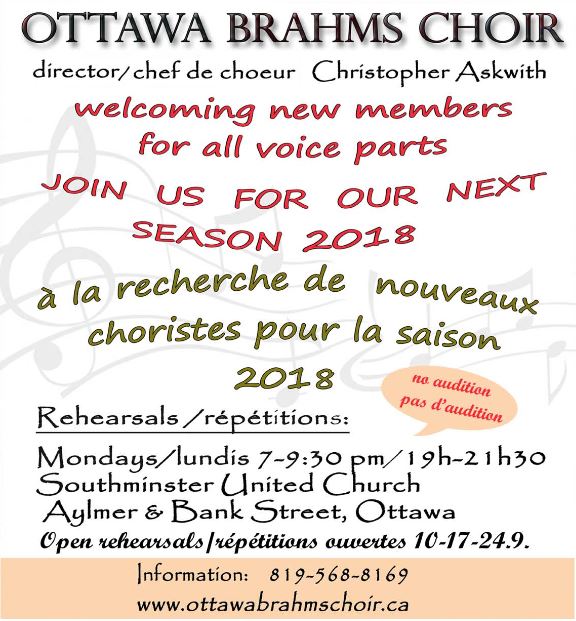 OTTAWA BRAHMS CHOIR
director/chef de choeur Christopher Askwith
welcoming new members
for all voice parts
JOIN US FOR OUR NEXT
SEASON 2018
à la recherche de nouveaux
choristes pour la saison
2018
no audition
pas d'audition
Rehearsals/répétitions:
Mondays/lundis 7-9:30 pm/19h-21h30
Southminster United Church
Aylmer & Bank Street, Ottawa
Open rehearsals/répétitions ouvertes 10-17-24.9.
Information: 819-568-8169
www.ottawabrahmschoir.ca